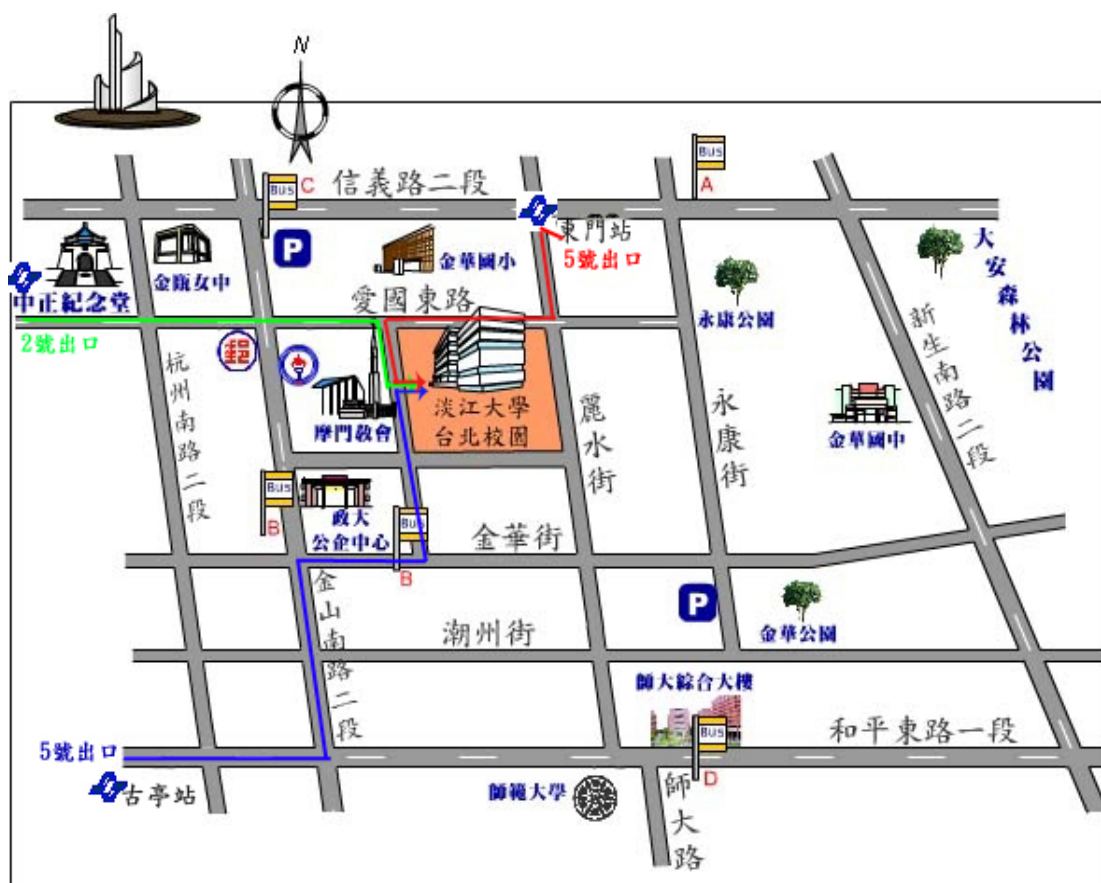 N
BUS
C
信義路二段
BUS
A
東門站
5號出口
金甌女中
P
金華國小
大安森林公園
中正紀念堂
愛國東路
永康公園
2號出口
郵
新生南路二段
杭州南路二段
摩門教會
淡江大學
台北校園
麗水街
永康街
金華國中
BUS
B
政大
公企中心
BUS
B
金華街
金山南路二段
P
潮州街
金華公園
師大綜合大樓
5號出口
BUS
D
和平東路一段
古亭站
師範大學
師大路